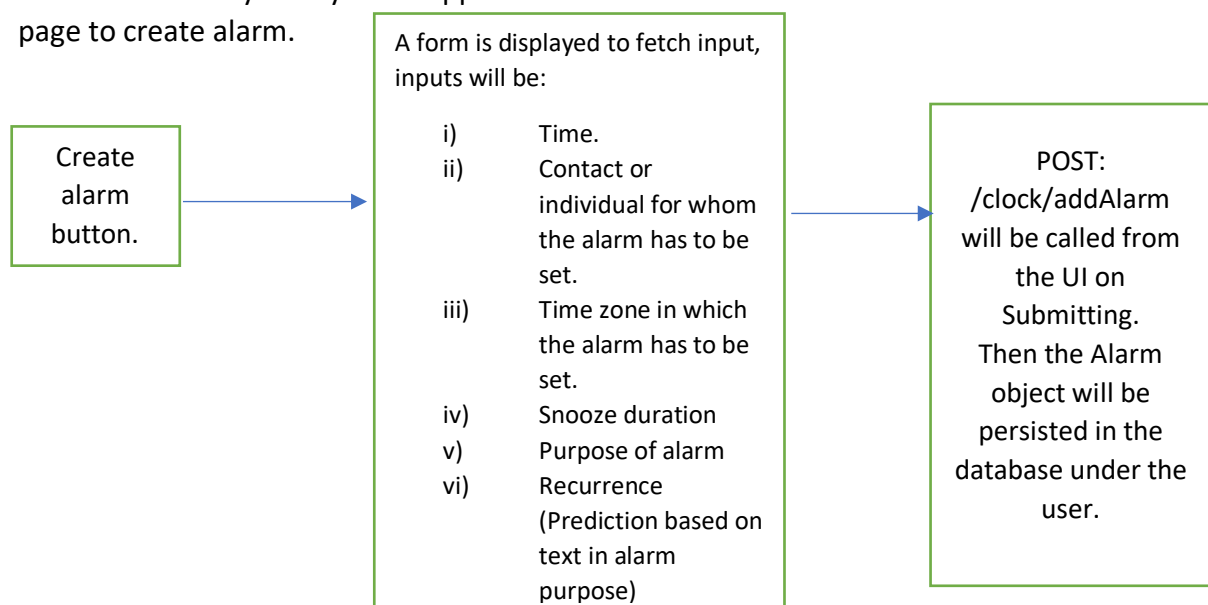 page to create alarm.
Create
alarm
button.
A form is displayed to fetch input,
inputs will be:
i) Time.
ii) Contact or
individual for whom
the alarm has to be
set.
iii) Time zone in which
the alarm has to be
set.
iv) Snooze duration
v) Purpose of alarm
vi) Recurrence
(Prediction based on
text in alarm
purpose)
POST:
/clock/addAlarm
will be called from
the UI on
Submitting.
Then the Alarm
object will be
persisted in the
database under the
user.